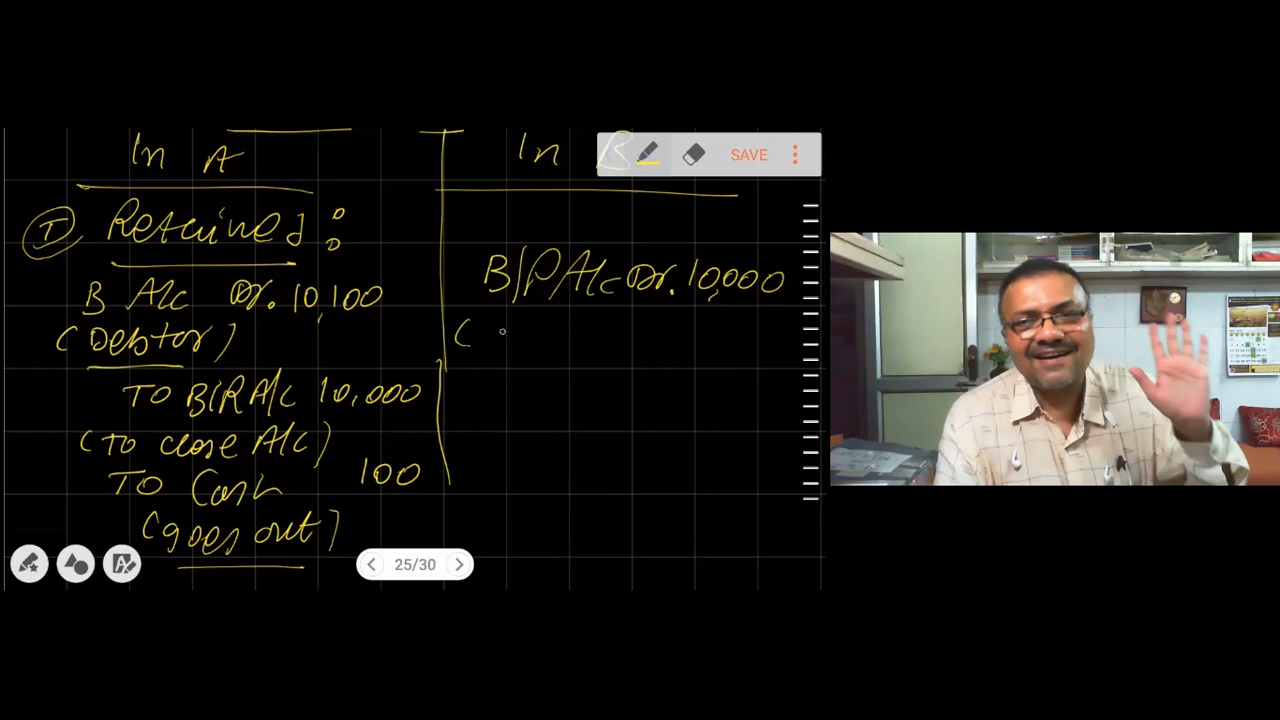 In A
In B
SAVE
I Retained :
B A/c Dr. 10,100
(Debtor)
To B/R A/c 10,000
(To close A/c)
To Cash 100
(goes out)
B/P A/c Dr. 10,000
(
25/30